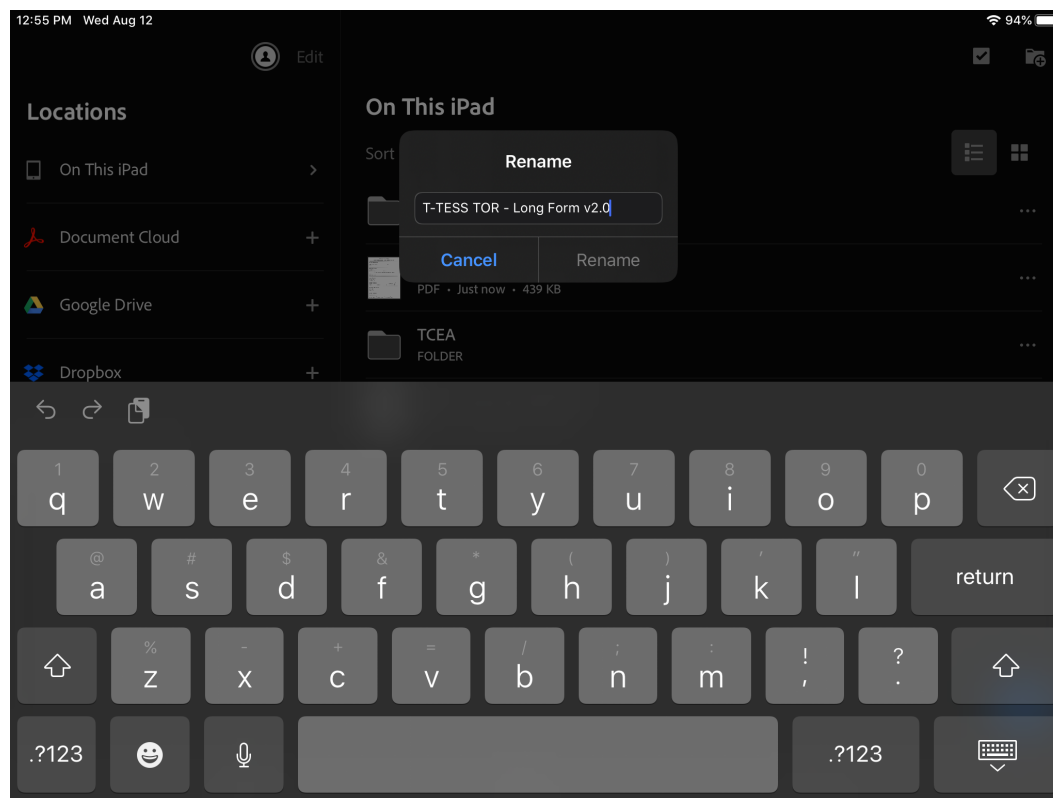 12:55 PM Wed Aug 12
94%
Edit
Locations
On This iPad
Document Cloud
Google Drive
Dropbox
On This iPad
Sort
Rename
T-TESS TOR - Long Form v2.0
Cancel Rename
PDF • Just now • 439 KB
TCEA
FOLDER
1 2 3 4 5 6 7 8 9 0
q w e r t y u i o p
@ # $ & * ( ) ' "
a s d f g h j k l return
% - + = / ; : ! ?
z x c v b n m , .
.?123 .?123